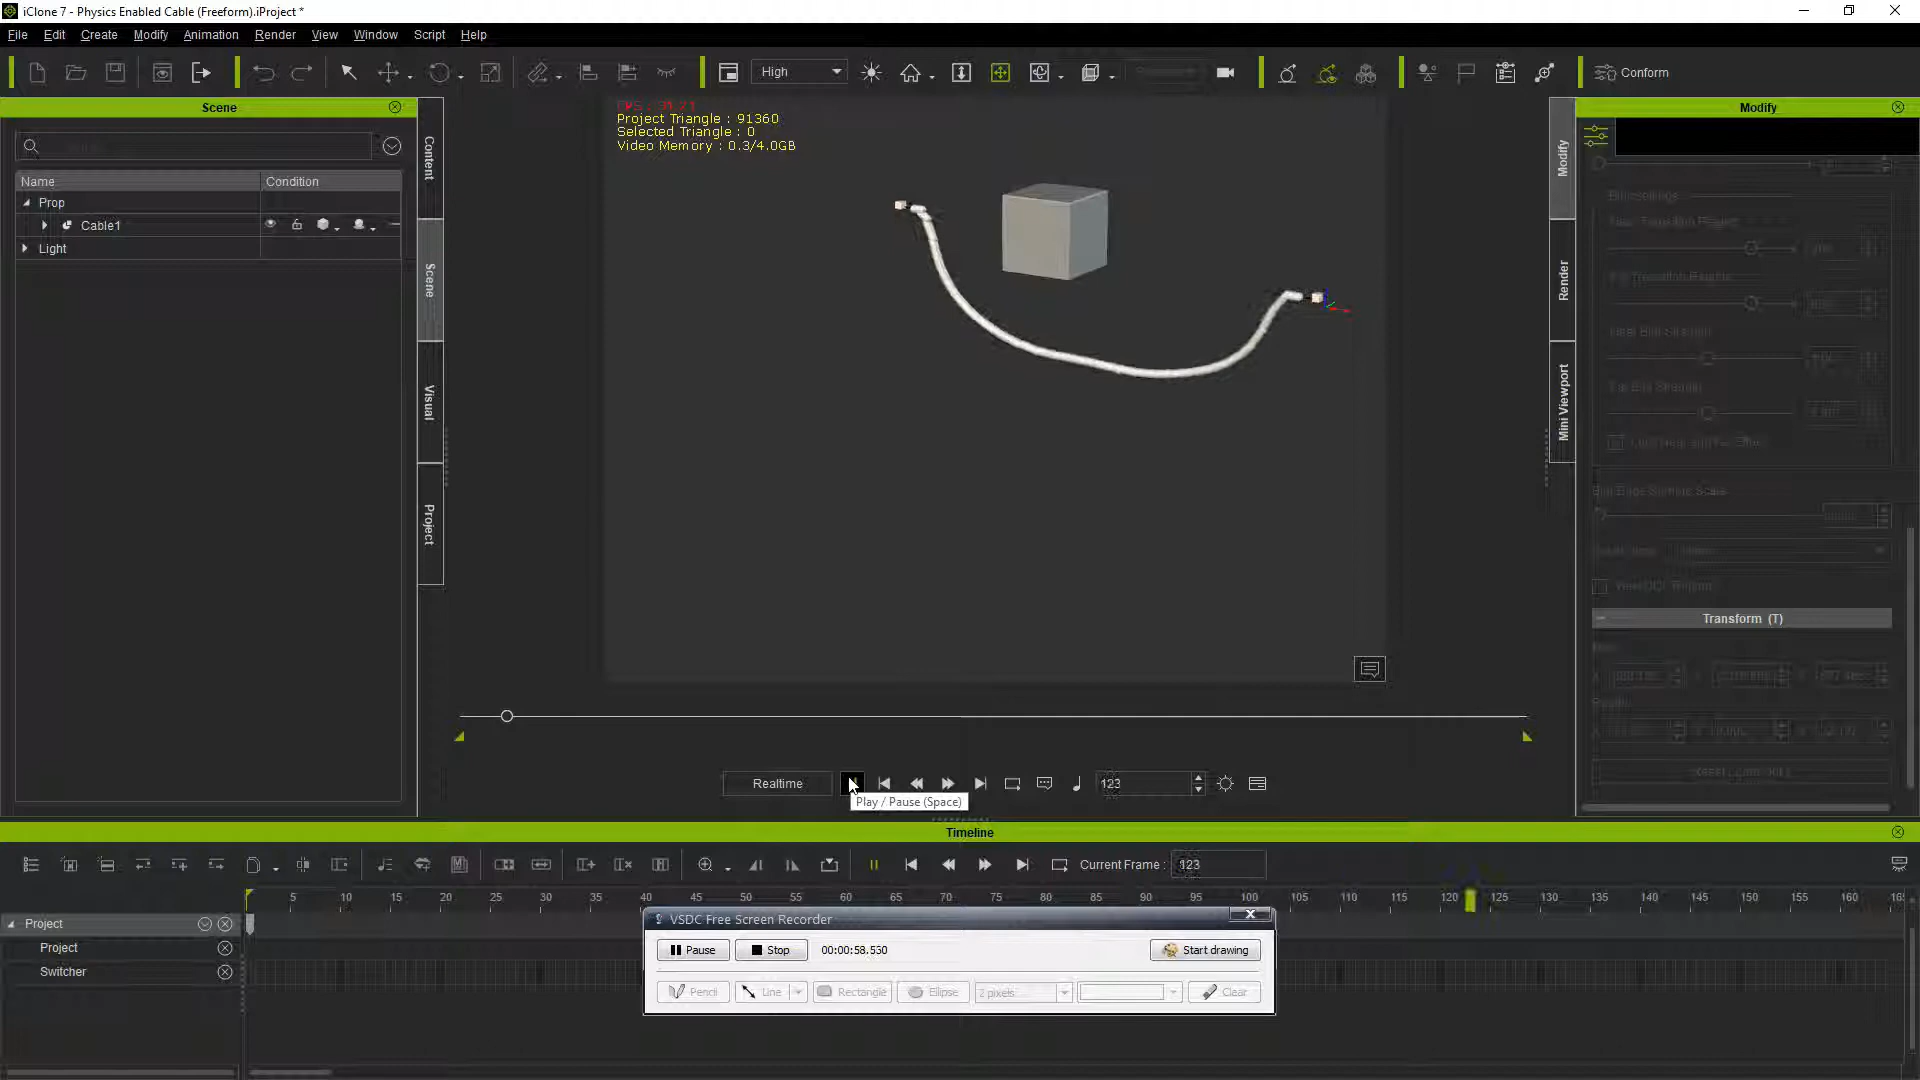 iClone 7 - Physics Enabled Cable (Freeform).iProject *
File Edit Create Modify Animation Render View Window Script Help
High
Conform
Scene
Modify
Name Condition
Prop
Cable1
Light
Content
Scene
Visual
Project
Project Triangle : 91360
Selected Triangle : 0
Video Memory : 0.3/4.0GB
Modify
Render
Mini Viewport
Transform (T)
Realtime
123
Play / Pause (Space)
Timeline
Current Frame : 123
5 10 15 20 25 30 35 40 45 50 55 60 65 70 75 80 85 90 95 100 105 110 115 120 125 130 135 140 145 150 155 160
Project
Project
Switcher
VSDC Free Screen Recorder
Pause Stop 00:00:58.530 Start drawing
Pencil Line Rectangle Ellipse 2 pixels Clear